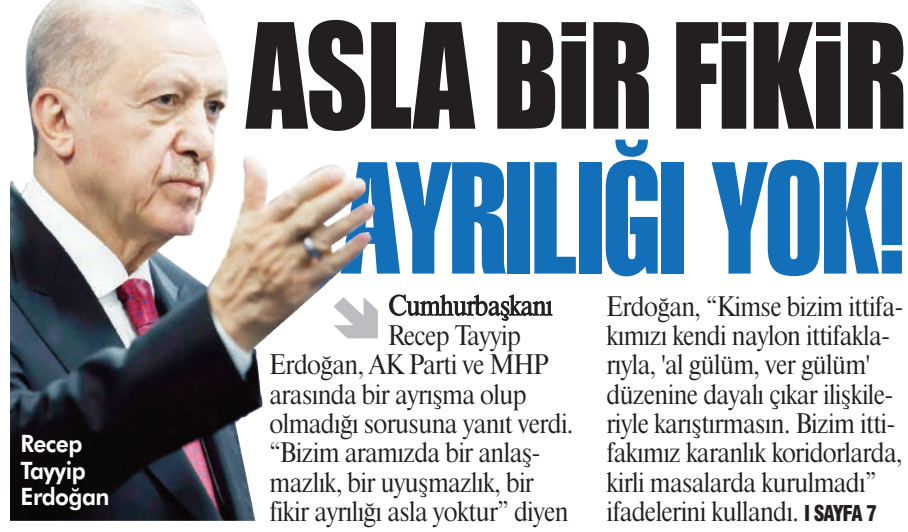 ASLA BİR FİKİR
AYRILIĞI YOK!
Cumhurbaşkanı
Recep Tayyip
Erdoğan, AK Parti ve MHP
arasında bir ayrışma olup
olmadığı sorusuna yanıt verdi.
“Bizim aramızda bir anlaş-
mazlık, bir uyuşmazlık, bir
fikir ayrılığı asla yoktur” diyen
Erdoğan, “Kimse bizim ittifa-
kımızı kendi naylon ittifakla-
rıyla, 'al gülüm, ver gülüm'
düzenine dayalı çıkar ilişkile-
riyle karıştırmasın. Bizim itti-
fakımız karanlık koridorlarda,
kirli masalarda kurulmadı”
ifadelerini kullandı. I SAYFA 7
Recep
Tayyip
Erdoğan